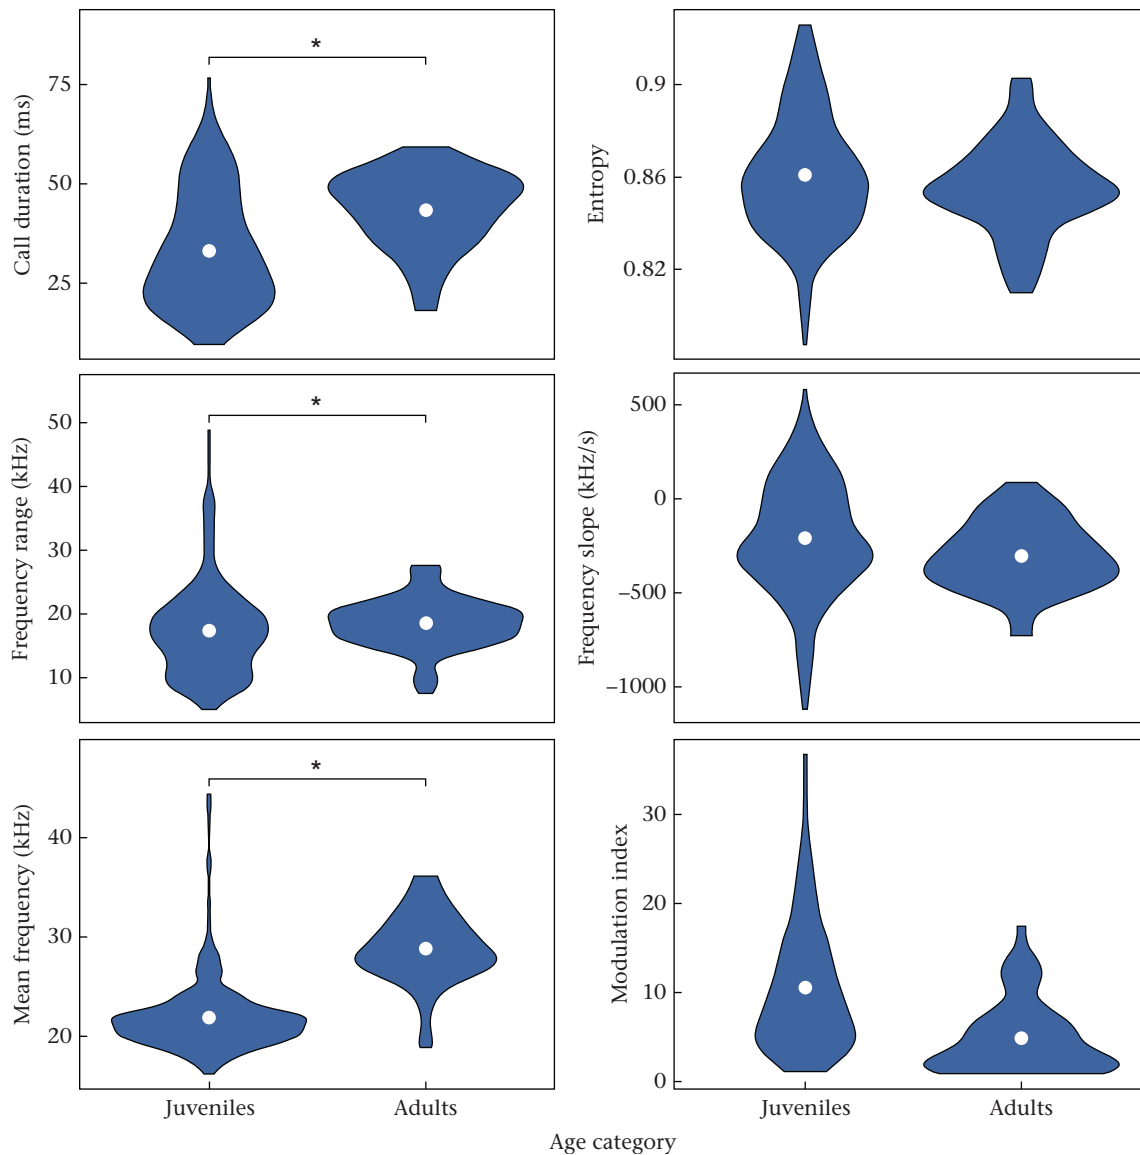 *
75
50
25
Call duration (ms)
0.9
0.86
0.82
Entropy
*
50
40
30
20
10
Frequency range (kHz)
500
0
–500
–1000
Frequency slope (kHz/s)
*
40
30
20
Mean frequency (kHz)
Juveniles Adults
30
20
10
0
Modulation index
Juveniles Adults
Age category